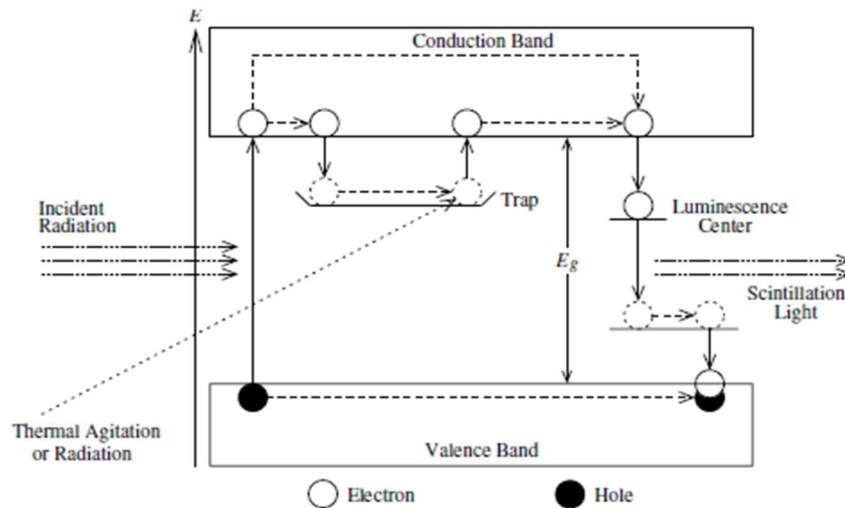 E
Conduction Band
Trap
Incident
Radiation
Luminescence
Center
E_g
Scintillation
Light
Thermal Agitation
or Radiation
Valence Band
Electron
Hole